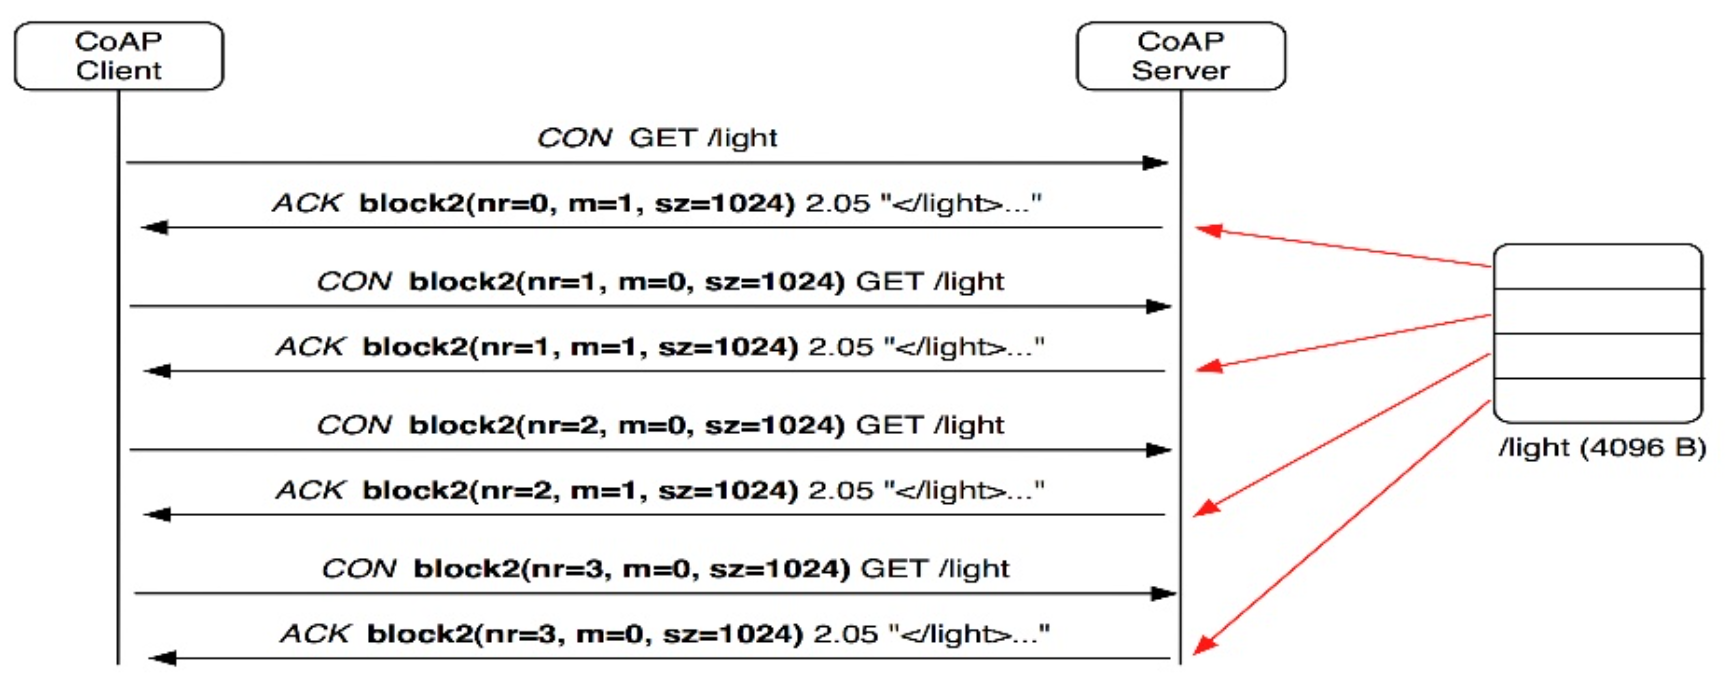 CoAP
Client
CoAP
Server
CON GET /light
ACK block2(nr=0, m=1, sz=1024) 2.05 "</light>..."
CON block2(nr=1, m=0, sz=1024) GET /light
ACK block2(nr=1, m=1, sz=1024) 2.05 "</light>..."
CON block2(nr=2, m=0, sz=1024) GET /light
/light (4096 B)
ACK block2(nr=2, m=1, sz=1024) 2.05 "</light>..."
CON block2(nr=3, m=0, sz=1024) GET /light
ACK block2(nr=3, m=0, sz=1024) 2.05 "</light>..."